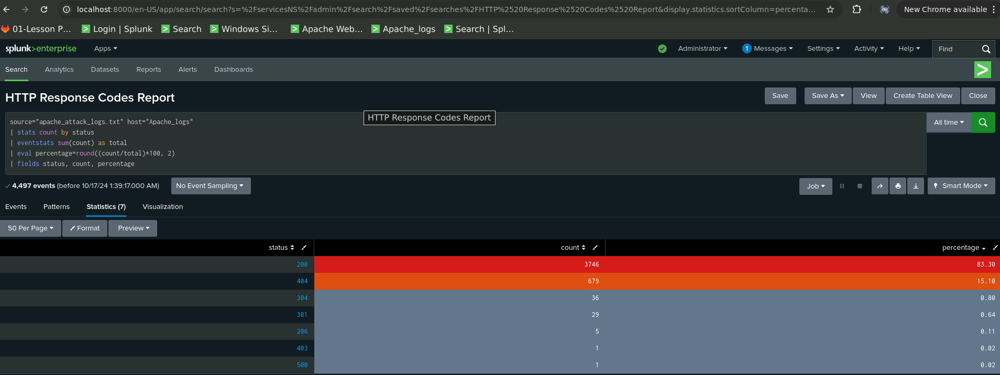 localhost:8000/en-US/app/search/search?s=%2FservicesNS%2Fadmin%2Fsearch%2Fsaved%2Fsearches%2FHTTP%2520Response%2520Codes%2520Report&display.statistics.sortColumn=percenta...
New Chrome available
01-Lesson P... Login | Splunk Search Windows Si... Apache Web... Apache_logs Search | Spl...
splunk>enterprise Apps Administrator 1 Messages Settings Activity Help Find
Search Analytics Datasets Reports Alerts Dashboards >
HTTP Response Codes Report Save Save As View Create Table View Close
HTTP Response Codes Report
source="apache_attack_logs.txt" host="Apache_logs" All time
| stats count by status
| eventstats sum(count) as total
| eval percentage=round((count/total)*100, 2)
| fields status, count, percentage
4,497 events (before 10/17/24 1:39:17.000 AM) No Event Sampling Job Smart Mode
Events Patterns Statistics (7) Visualization
50 Per Page Format Preview
status count percentage
200 3746 83.30
404 679 15.10
304 36 0.80
301 29 0.64
206 5 0.11
403 1 0.02
500 1 0.02